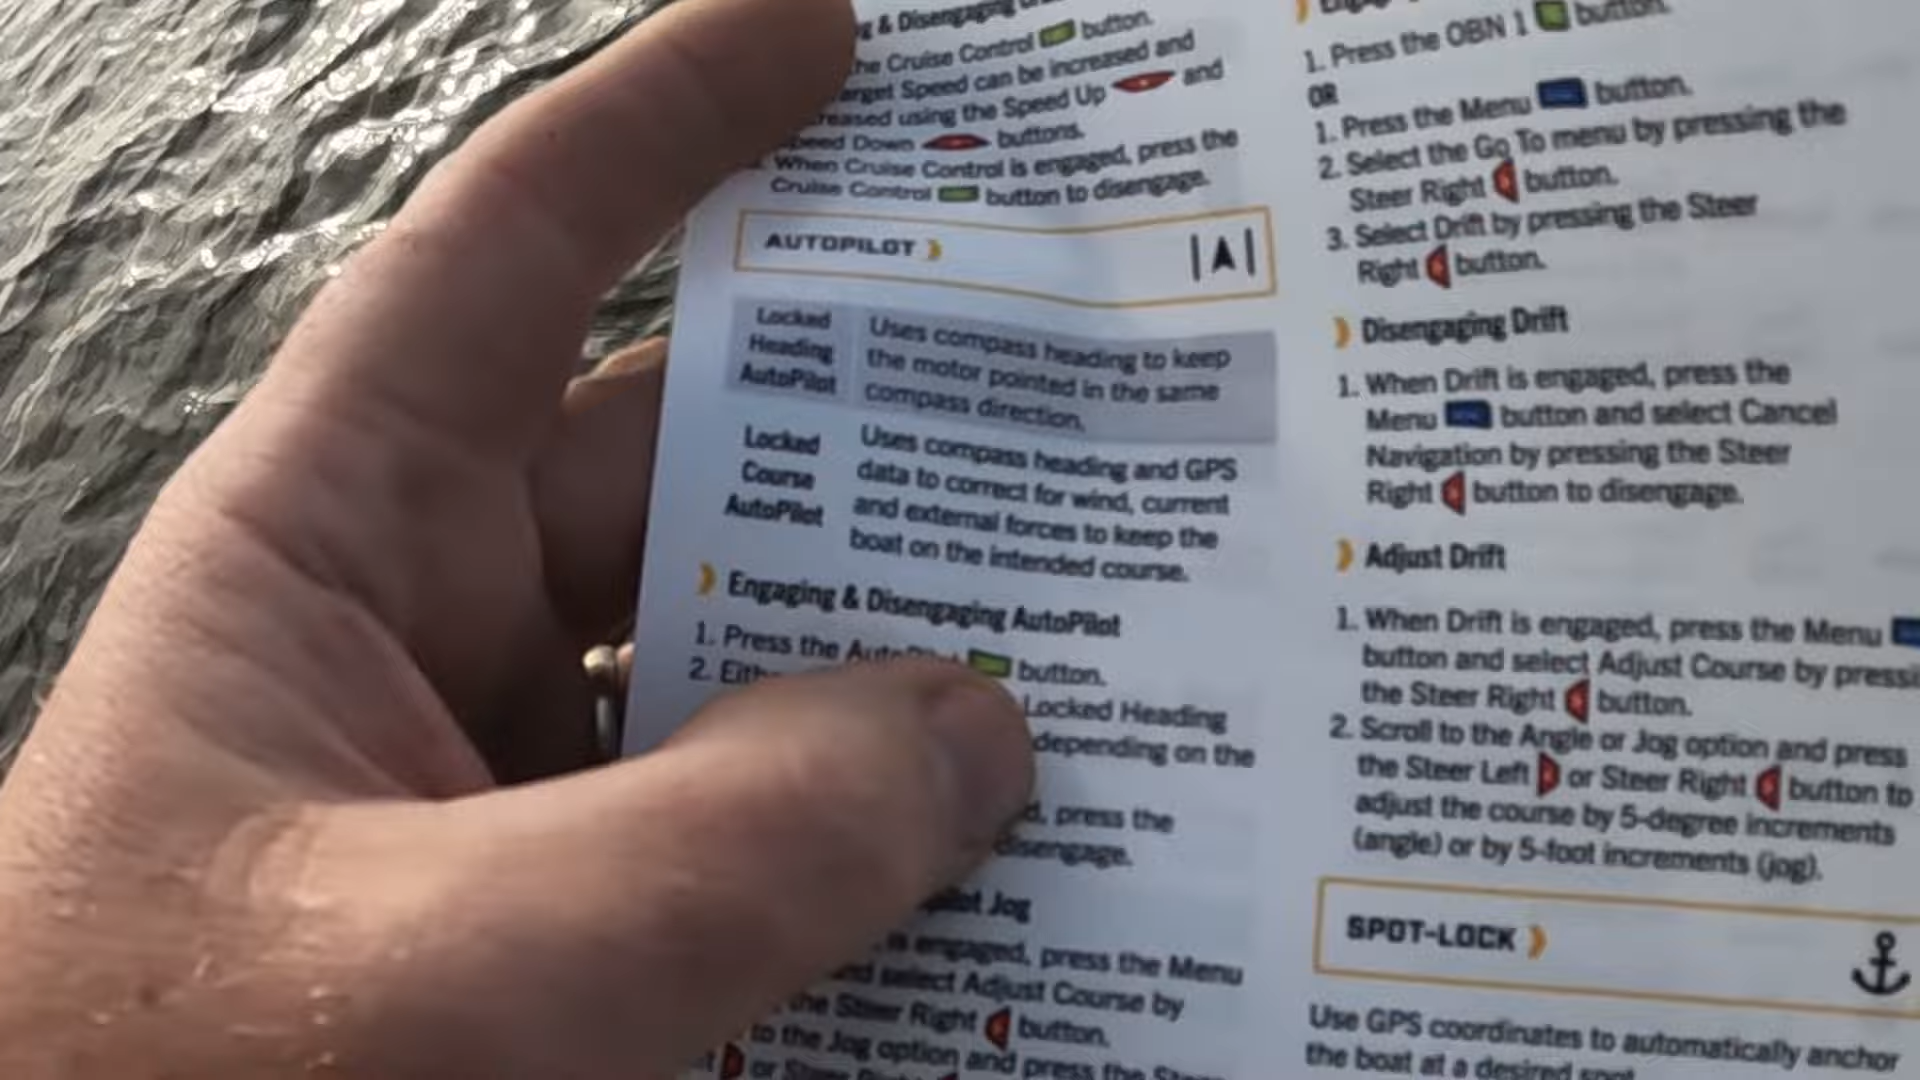 & Disengaging
Cruise Control button.
Speed can be increased and
using the Speed Up and
Down buttons.
When Cruise Control is engaged, press the
Cruise Control button to disengage.
AUTOPILOT
Locked
Heading
AutoPilot
Uses compass heading to keep
the motor pointed in the same
compass direction.
Locked
Course
AutoPilot
Uses compass heading and GPS
data to correct for wind, current
and external forces to keep the
boat on the intended course.
Engaging & Disengaging AutoPilot
1. Press the button.
2.
Locked Heading
depending on the
press the
disengage.
Jog
is engaged, press the Menu
select Adjust Course by
the Steer Right button.
to the Jog option and press the
or
1. Press the OBN 1 button.
OR
1. Press the Menu button.
2. Select the Go To menu by pressing the
Steer Right button.
3. Select Drift by pressing the Steer
Right button.
Disengaging Drift
1. When Drift is engaged, press the
Menu button and select Cancel
Navigation by pressing the Steer
Right button to disengage.
Adjust Drift
1. When Drift is engaged, press the Menu
button and select Adjust Course by
the Steer Right button.
2. Scroll to the Angle or Jog option and press
the Steer Left or Steer Right button to
adjust the course by 5-degree increments
(angle) or by 5-foot increments (jog).
SPOT-LOCK
Use GPS coordinates to automatically anchor
the boat at a desired